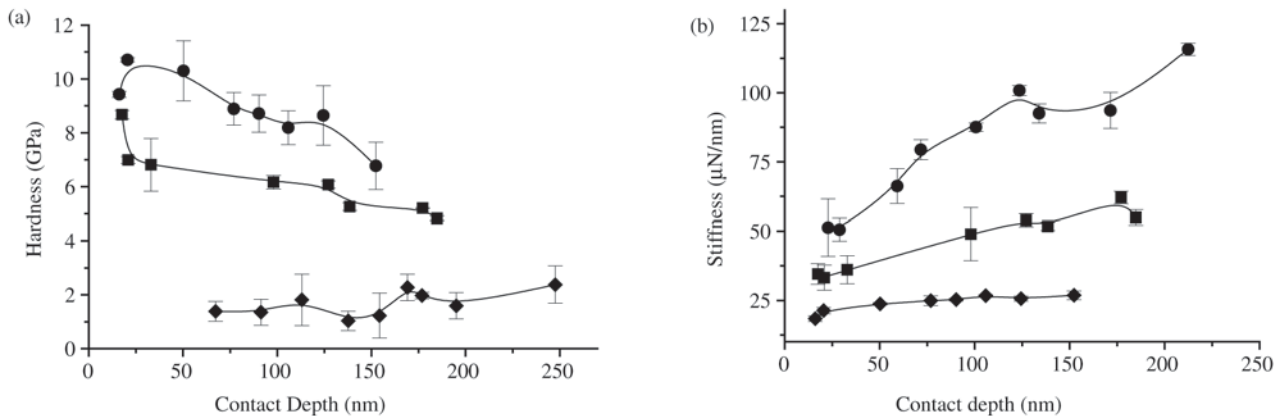 (a)
12
10
8
6
4
2
0
Hardness (GPa)
0 50 100 150 200 250
Contact Depth (nm)
(b)
125
100
75
50
25
Stiffness (μN/nm)
0 50 100 150 200 250
Contact depth (nm)